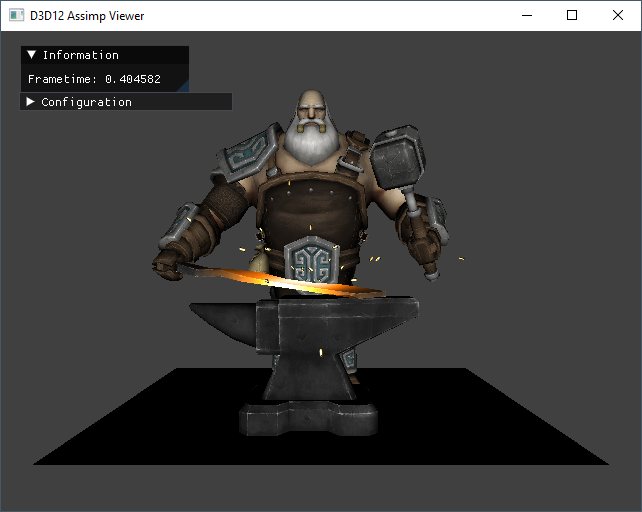 D3D12 Assimp Viewer
Information
Frametime: 0.404582
Configuration